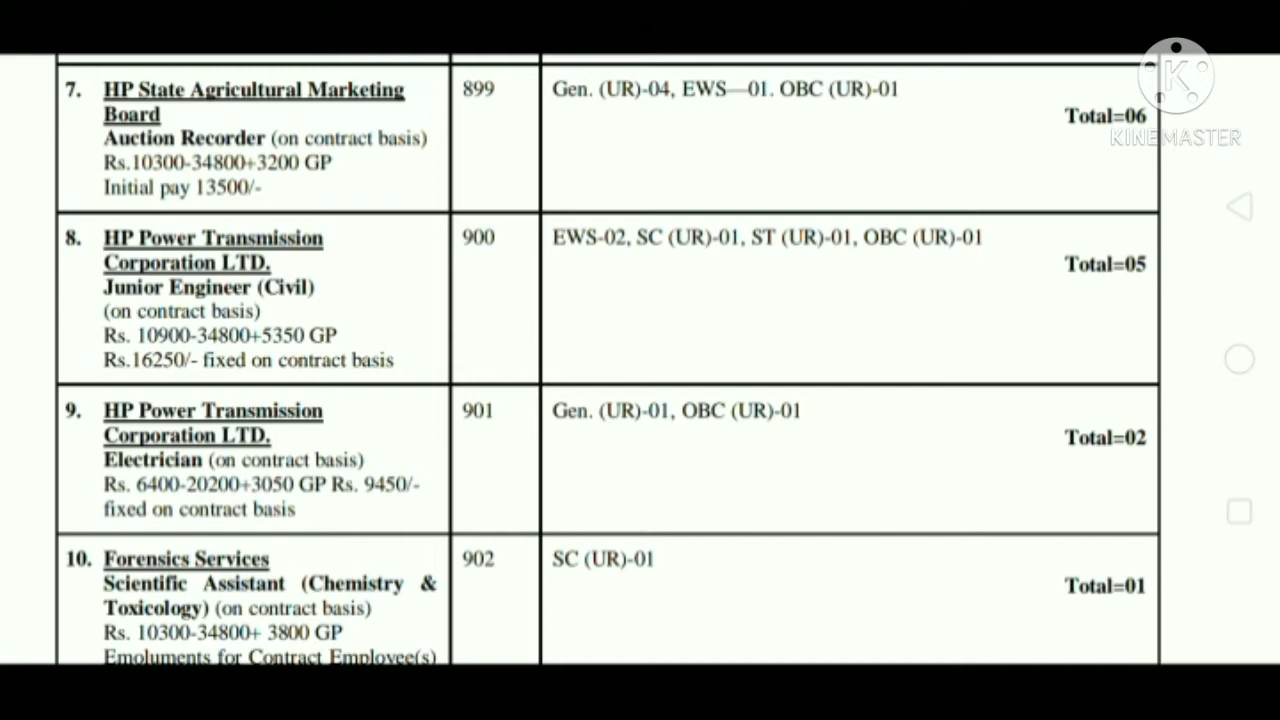 7. HP State Agricultural Marketing
Board
Auction Recorder (on contract basis)
Rs.10300-34800+3200 GP
Initial pay 13500/-
899
Gen. (UR)-04, EWS—01. OBC (UR)-01
Total=06
8. HP Power Transmission
Corporation LTD.
Junior Engineer (Civil)
(on contract basis)
Rs. 10900-34800+5350 GP
Rs.16250/- fixed on contract basis
900
EWS-02, SC (UR)-01, ST (UR)-01, OBC (UR)-01
Total=05
9. HP Power Transmission
Corporation LTD.
Electrician (on contract basis)
Rs. 6400-20200+3050 GP Rs. 9450/-
fixed on contract basis
901
Gen. (UR)-01, OBC (UR)-01
Total=02
10. Forensics Services
Scientific Assistant (Chemistry &
Toxicology) (on contract basis)
Rs. 10300-34800+ 3800 GP
Emoluments for Contract Employee(s)
902
SC (UR)-01
Total=01
K
KINEMASTER